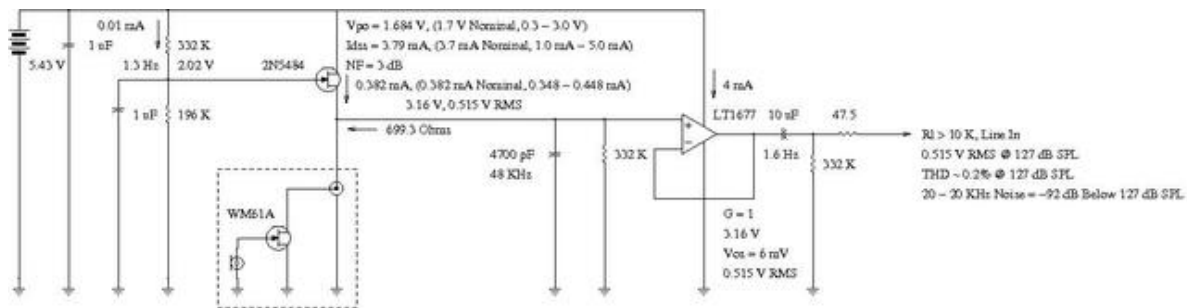 0.01 mA
1 uF
5.43 V
332 K
1.3 Hz
2.02 V
1 uF
196 K
2N5484
Vpo = 1.684 V, (1.7 V Nominal, 0.3 – 3.0 V)
Idss = 3.79 mA, (3.7 mA Nominal, 1.0 mA – 5.0 mA)
NF = 3 dB
0.382 mA, (0.382 mA Nominal, 0.348 – 0.448 mA)
3.16 V, 0.515 V RMS
699.3 Ohms
WM61A
4700 pF
48 KHz
332 K
4 mA
LT1677
+
−
G = 1
3.16 V
Vos = 6 mV
0.515 V RMS
10 uF
1.6 Hz
47.5
332 K
Rl > 10 K, Line In
0.515 V RMS @ 127 dB SPL
THD ~ 0.2% @ 127 dB SPL
20 – 20 KHz Noise = –92 dB Below 127 dB SPL